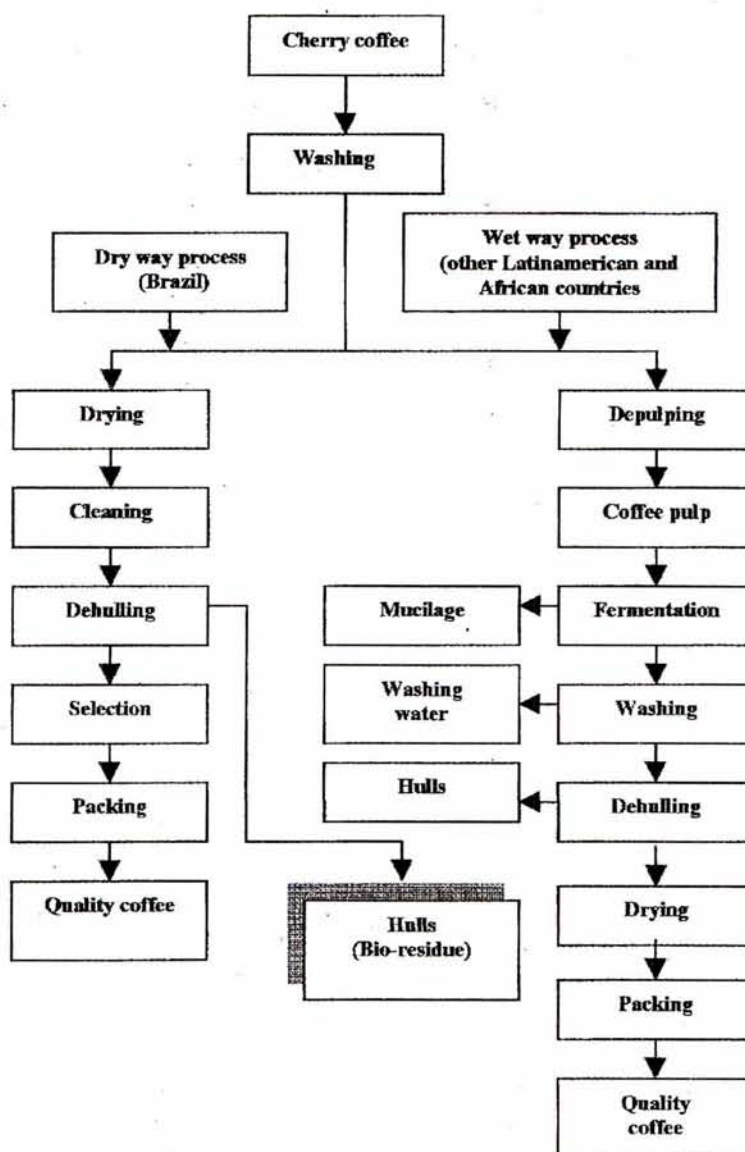 Cherry coffee
Washing
Dry way process
(Brazil)
Wet way process
(other Latinamerican and
African countries
Drying
Cleaning
Dehulling
Selection
Packing
Quality coffee
Depulping
Coffee pulp
Fermentation
Mucilage
Washing
Washing
water
Dehulling
Hulls
Hulls
(Bio-residue)
Drying
Packing
Quality
coffee